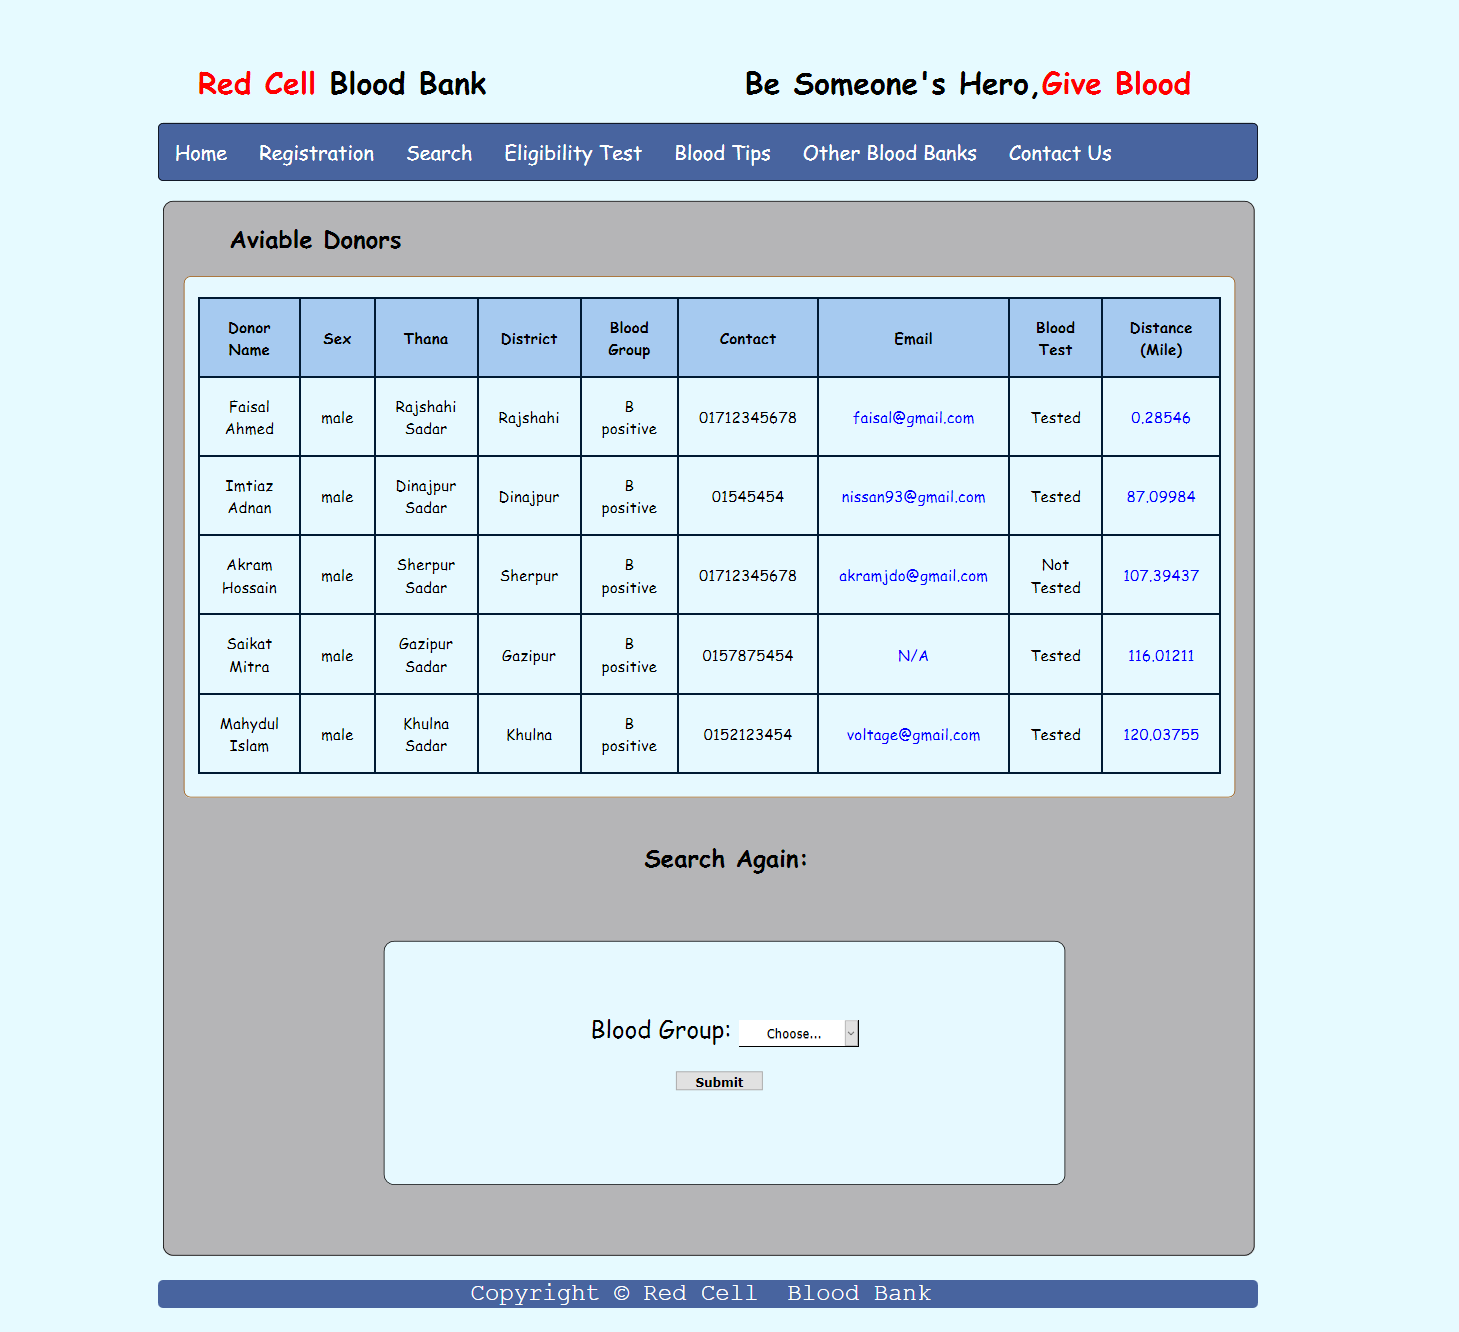 Red Cell Blood Bank
Be Someone's Hero,Give Blood
Home Registration Search Eligibility Test Blood Tips Other Blood Banks Contact Us
Aviable Donors
Donor Name Sex Thana District Blood Group Contact Email Blood Test Distance (Mile)
Faisal Ahmed male Rajshahi Sadar Rajshahi B positive 01712345678 faisal@gmail.com Tested 0.28546
Imtiaz Adnan male Dinajpur Sadar Dinajpur B positive 01545454 nissan93@gmail.com Tested 87.09984
Akram Hossain male Sherpur Sadar Sherpur B positive 01712345678 akramjdo@gmail.com Not Tested 107.39437
Saikat Mitra male Gazipur Sadar Gazipur B positive 0157875454 N/A Tested 116.01211
Mahydul Islam male Khulna Sadar Khulna B positive 0152123454 voltage@gmail.com Tested 120.03755
Search Again:
Blood Group: Choose...
Submit
Copyright © Red Cell Blood Bank